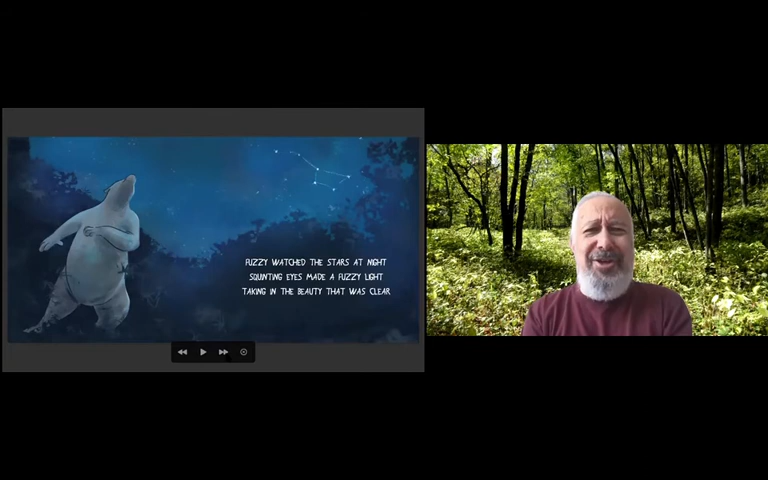 FUZZY WATCHED THE STARS AT NIGHT
SQUINTING EYES MADE A FUZZY LIGHT
TAKING IN THE BEAUTY THAT WAS CLEAR